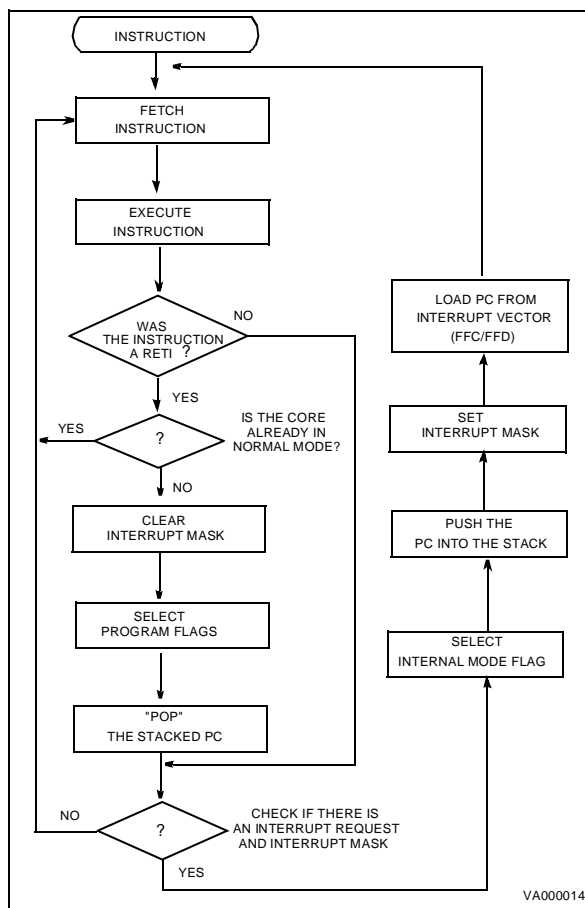 INSTRUCTION
FETCH
INSTRUCTION
EXECUTE
INSTRUCTION
WAS
THE INSTRUCTION
A RETI ?
NO
YES
YES
?
IS THE CORE
ALREADY IN
NORMAL MODE?
NO
CLEAR
INTERRUPT MASK
SELECT
PROGRAM FLAGS
"POP"
THE STACKED PC
NO
?
CHECK IF THERE IS
AN INTERRUPT REQUEST
AND INTERRUPT MASK
YES
LOAD PC FROM
INTERRUPT VECTOR
(FFC/FFD)
SET
INTERRUPT MASK
PUSH THE
PC INTO THE STACK
SELECT
INTERNAL MODE FLAG
VA000014